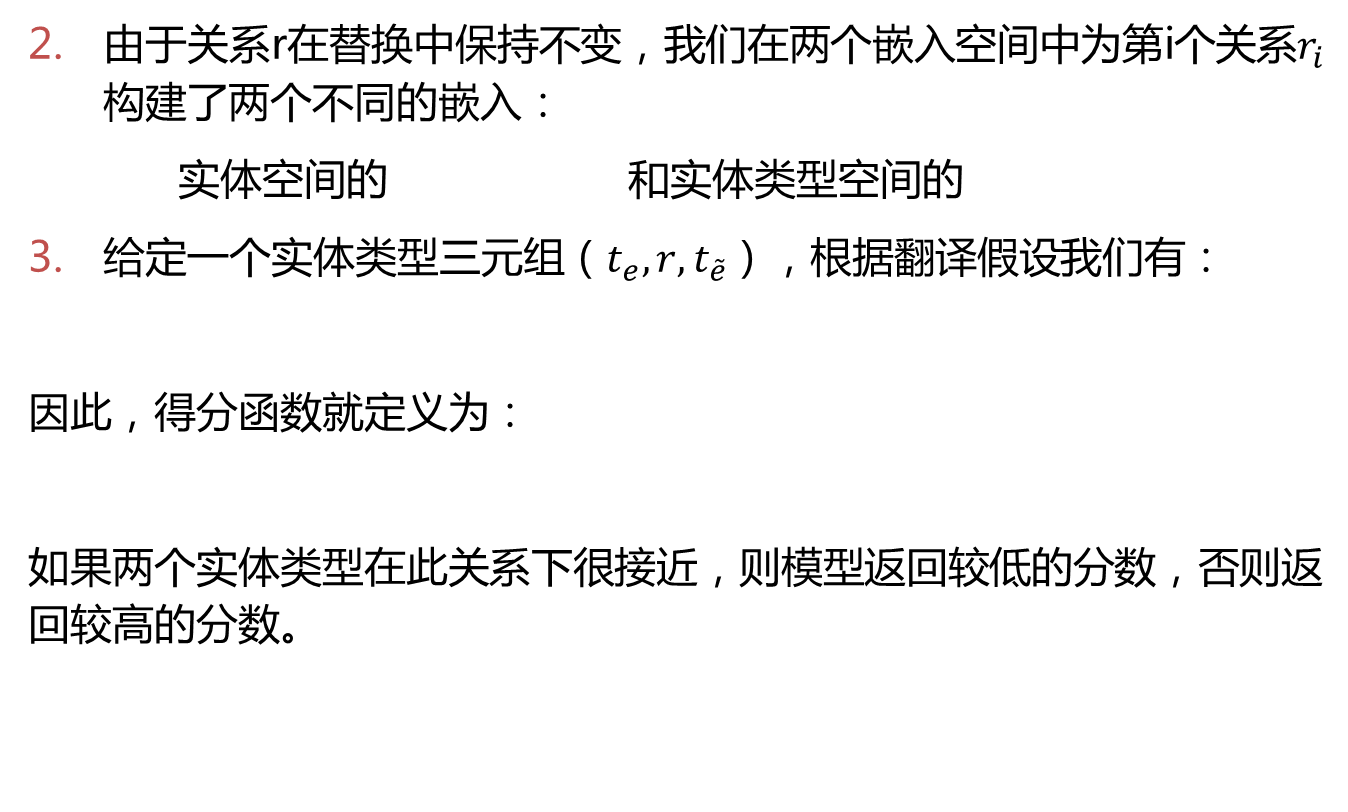 2. 由于关系r在替换中保持不变，我们在两个嵌入空间中为第i个关系𝑟ᵢ
构建了两个不同的嵌入：
实体空间的 和实体类型空间的
3. 给定一个实体类型三元组（𝑡ₑ,𝑟,𝑡_ẽ），根据翻译假设我们有：
因此，得分函数就定义为：
如果两个实体类型在此关系下很接近，则模型返回较低的分数，否则返
回较高的分数。